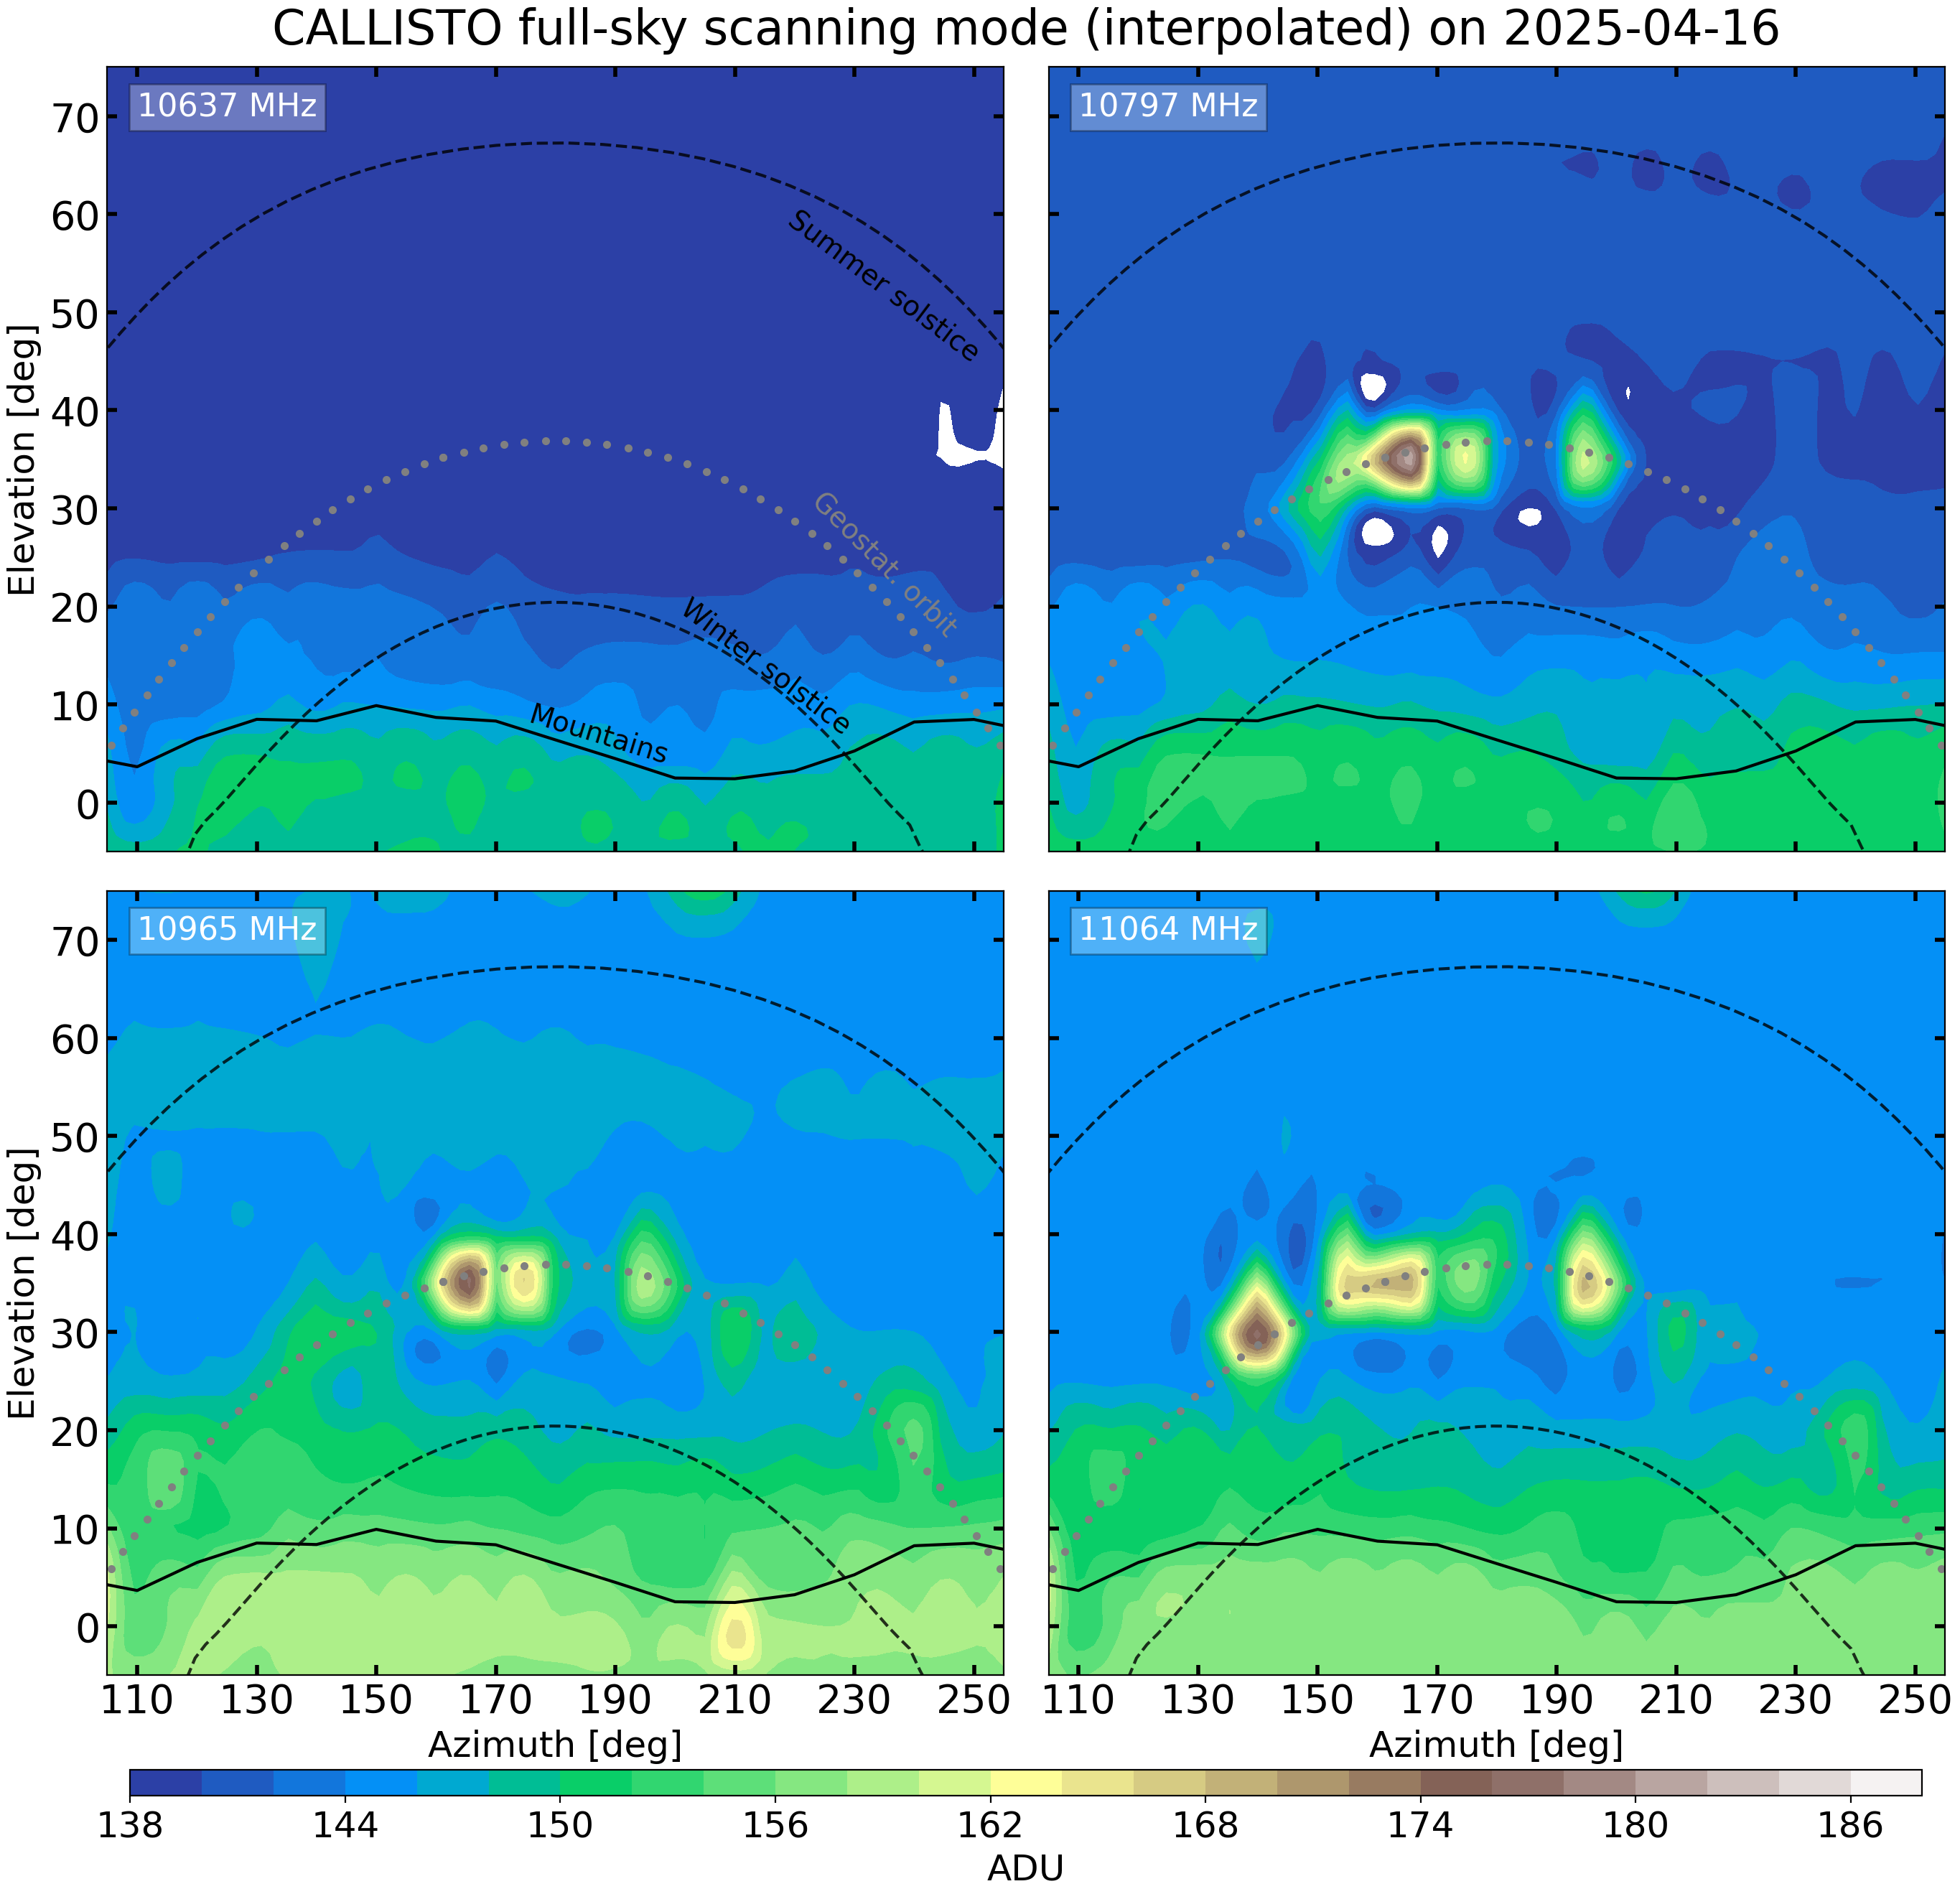 CALLISTO full-sky scanning mode (interpolated) on 2025-04-16
10637 MHz
10797 MHz
70
60
50
40
30
20
10
0
Elevation [deg]
Summer solstice
Geostat. orbit
Winter solstice
Mountains
10965 MHz
11064 MHz
70
60
50
40
30
20
10
0
Elevation [deg]
110 130 150 170 190 210 230 250
110 130 150 170 190 210 230 250
Azimuth [deg]
Azimuth [deg]
138 144 150 156 162 168 174 180 186
ADU